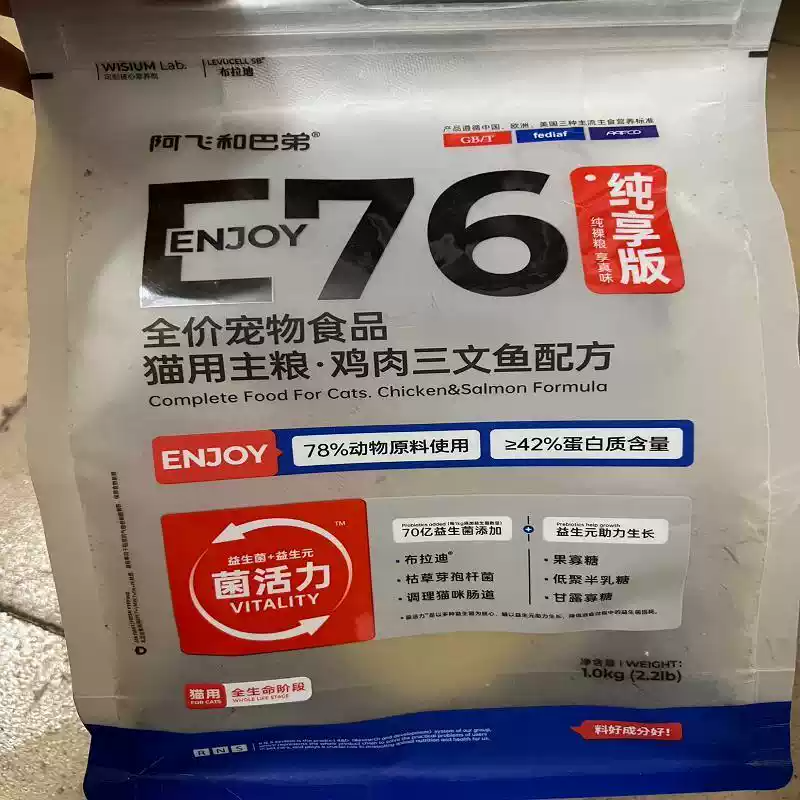 WISIUM Lab.
LEVUCELL SB®
布拉迪
阿飞和巴弟®
产品遵循中国、欧洲、美国三种主流主食营养标准
GB/T
fediaf
AAFCO
E76
ENJOY
纯享版
纯裸粮 享真味
全价宠物食品
猫用主粮·鸡肉三文鱼配方
Complete Food For Cats. Chicken&Salmon Formula
ENJOY
78%动物原料使用
≥42%蛋白质含量
TM
益生菌+益生元
菌活力
VITALITY
70亿益生菌添加
Prebiotics help growth
益生元助力生长
·布拉迪®
·枯草芽孢杆菌
·调理猫咪肠道
·果寡糖
·低聚半乳糖
·甘露寡糖
净含量 | WEIGHT:
1.0kg (2.2lb)
猫用
FOR CATS
全生命阶段
WHOLE LIFE STAGE
RNS
料好成分好!